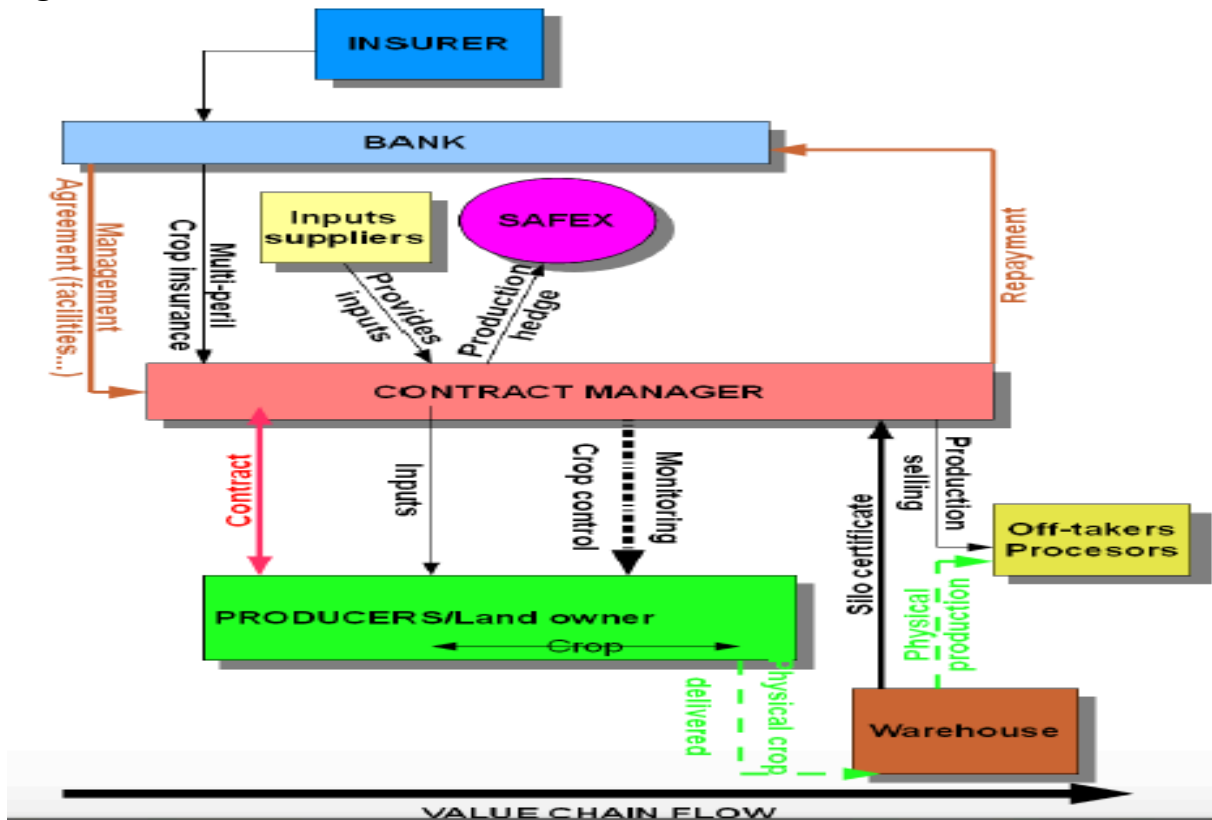 INSURER
BANK
Management
Agreement (facilities...)
Multi-peril
Crop insurance
Inputs
suppliers
SAFEX
Provides
inputs
Production
hedge
Repayment
CONTRACT MANAGER
Contract
Inputs
Monitoring
Crop control
Silo certificate
Production
selling
Off-takers
Procesors
PRODUCERS/Land owner
Crop
Physical crop
delivered
Physical
production
Warehouse
VALUE CHAIN FLOW